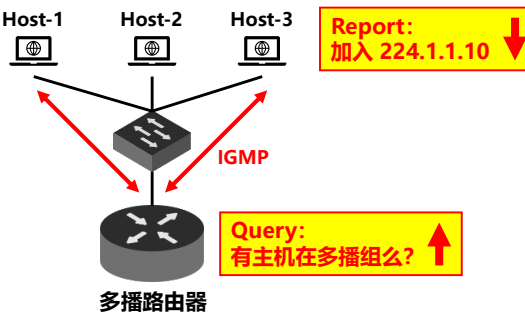 Host-1 Host-2 Host-3
Report：
加入 224.1.1.10
IGMP
Query：
有主机在多播组么？
多播路由器